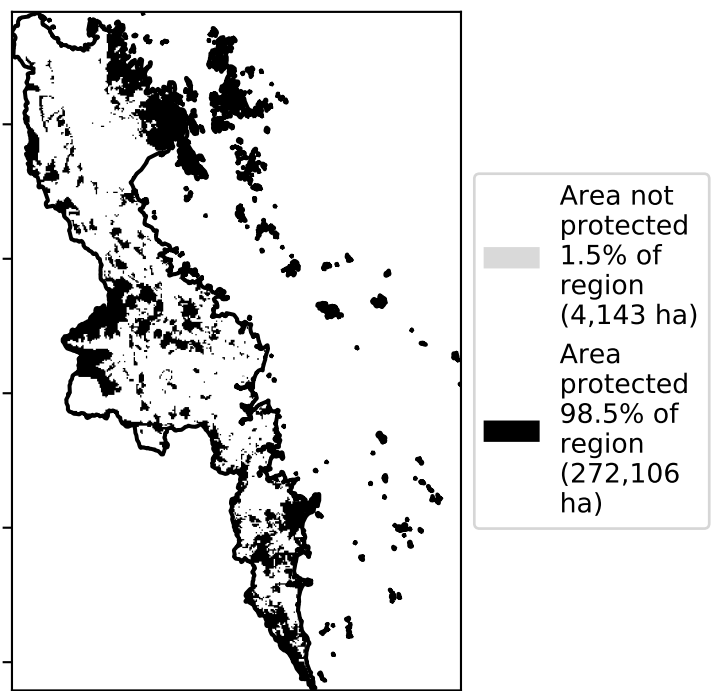 Area not
protected
1.5% of
region
(4,143 ha)
Area
protected
98.5% of
region
(272,106
ha)